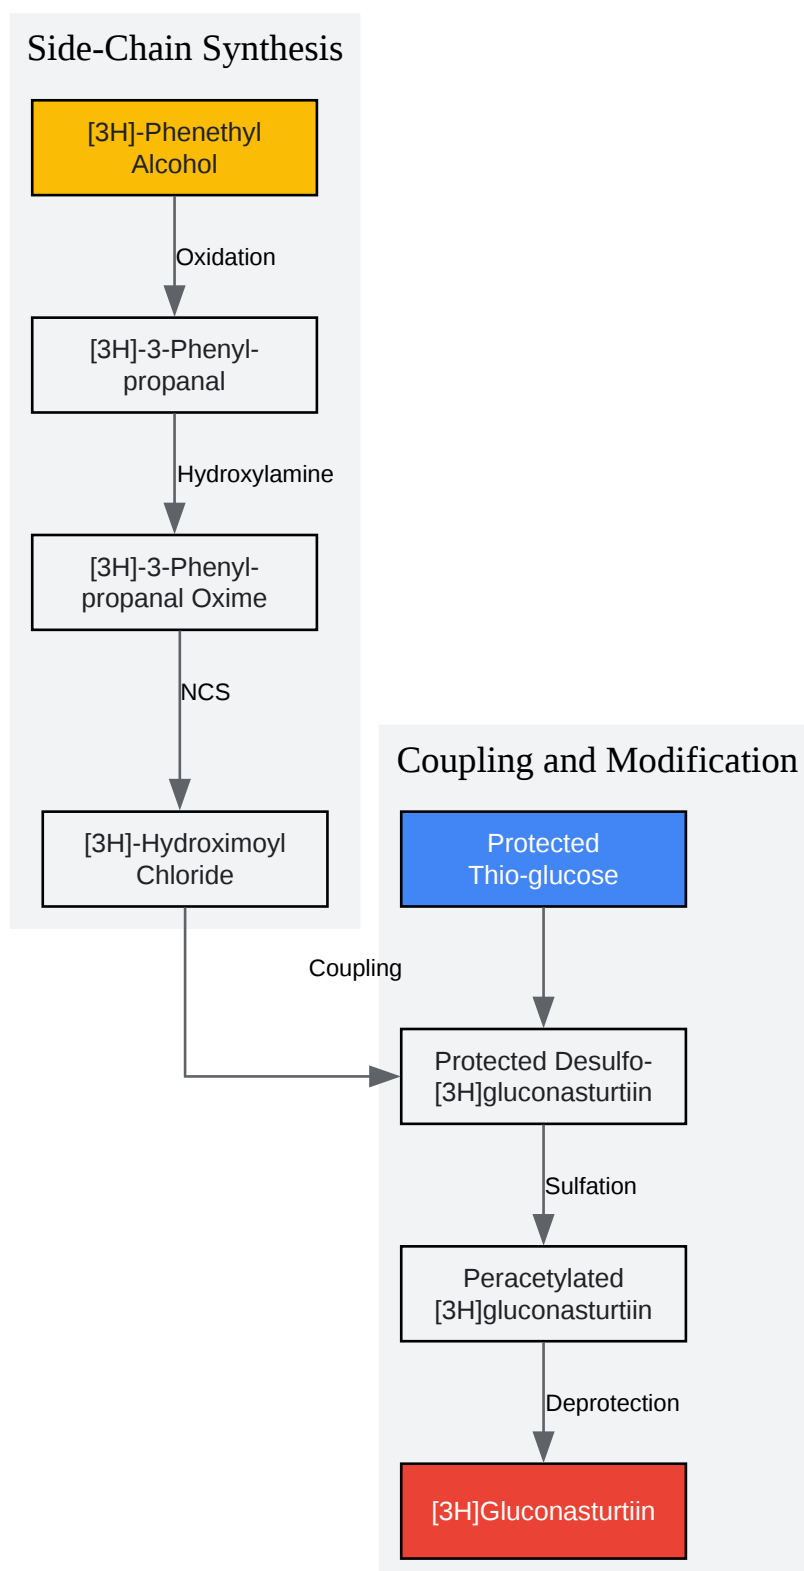 Side-Chain Synthesis
[3H]-Phenethyl
Alcohol
Oxidation
[3H]-3-Phenyl-
propanal
Hydroxylamine
[3H]-3-Phenyl-
propanal Oxime
NCS
[3H]-Hydroximoyl
Chloride
Coupling and Modification
Protected
Thio-glucose
Coupling
Protected Desulfo-
[3H]gluconasturtiin
Sulfation
Peracetylated
[3H]gluconasturtiin
Deprotection
[3H]Gluconasturtiin